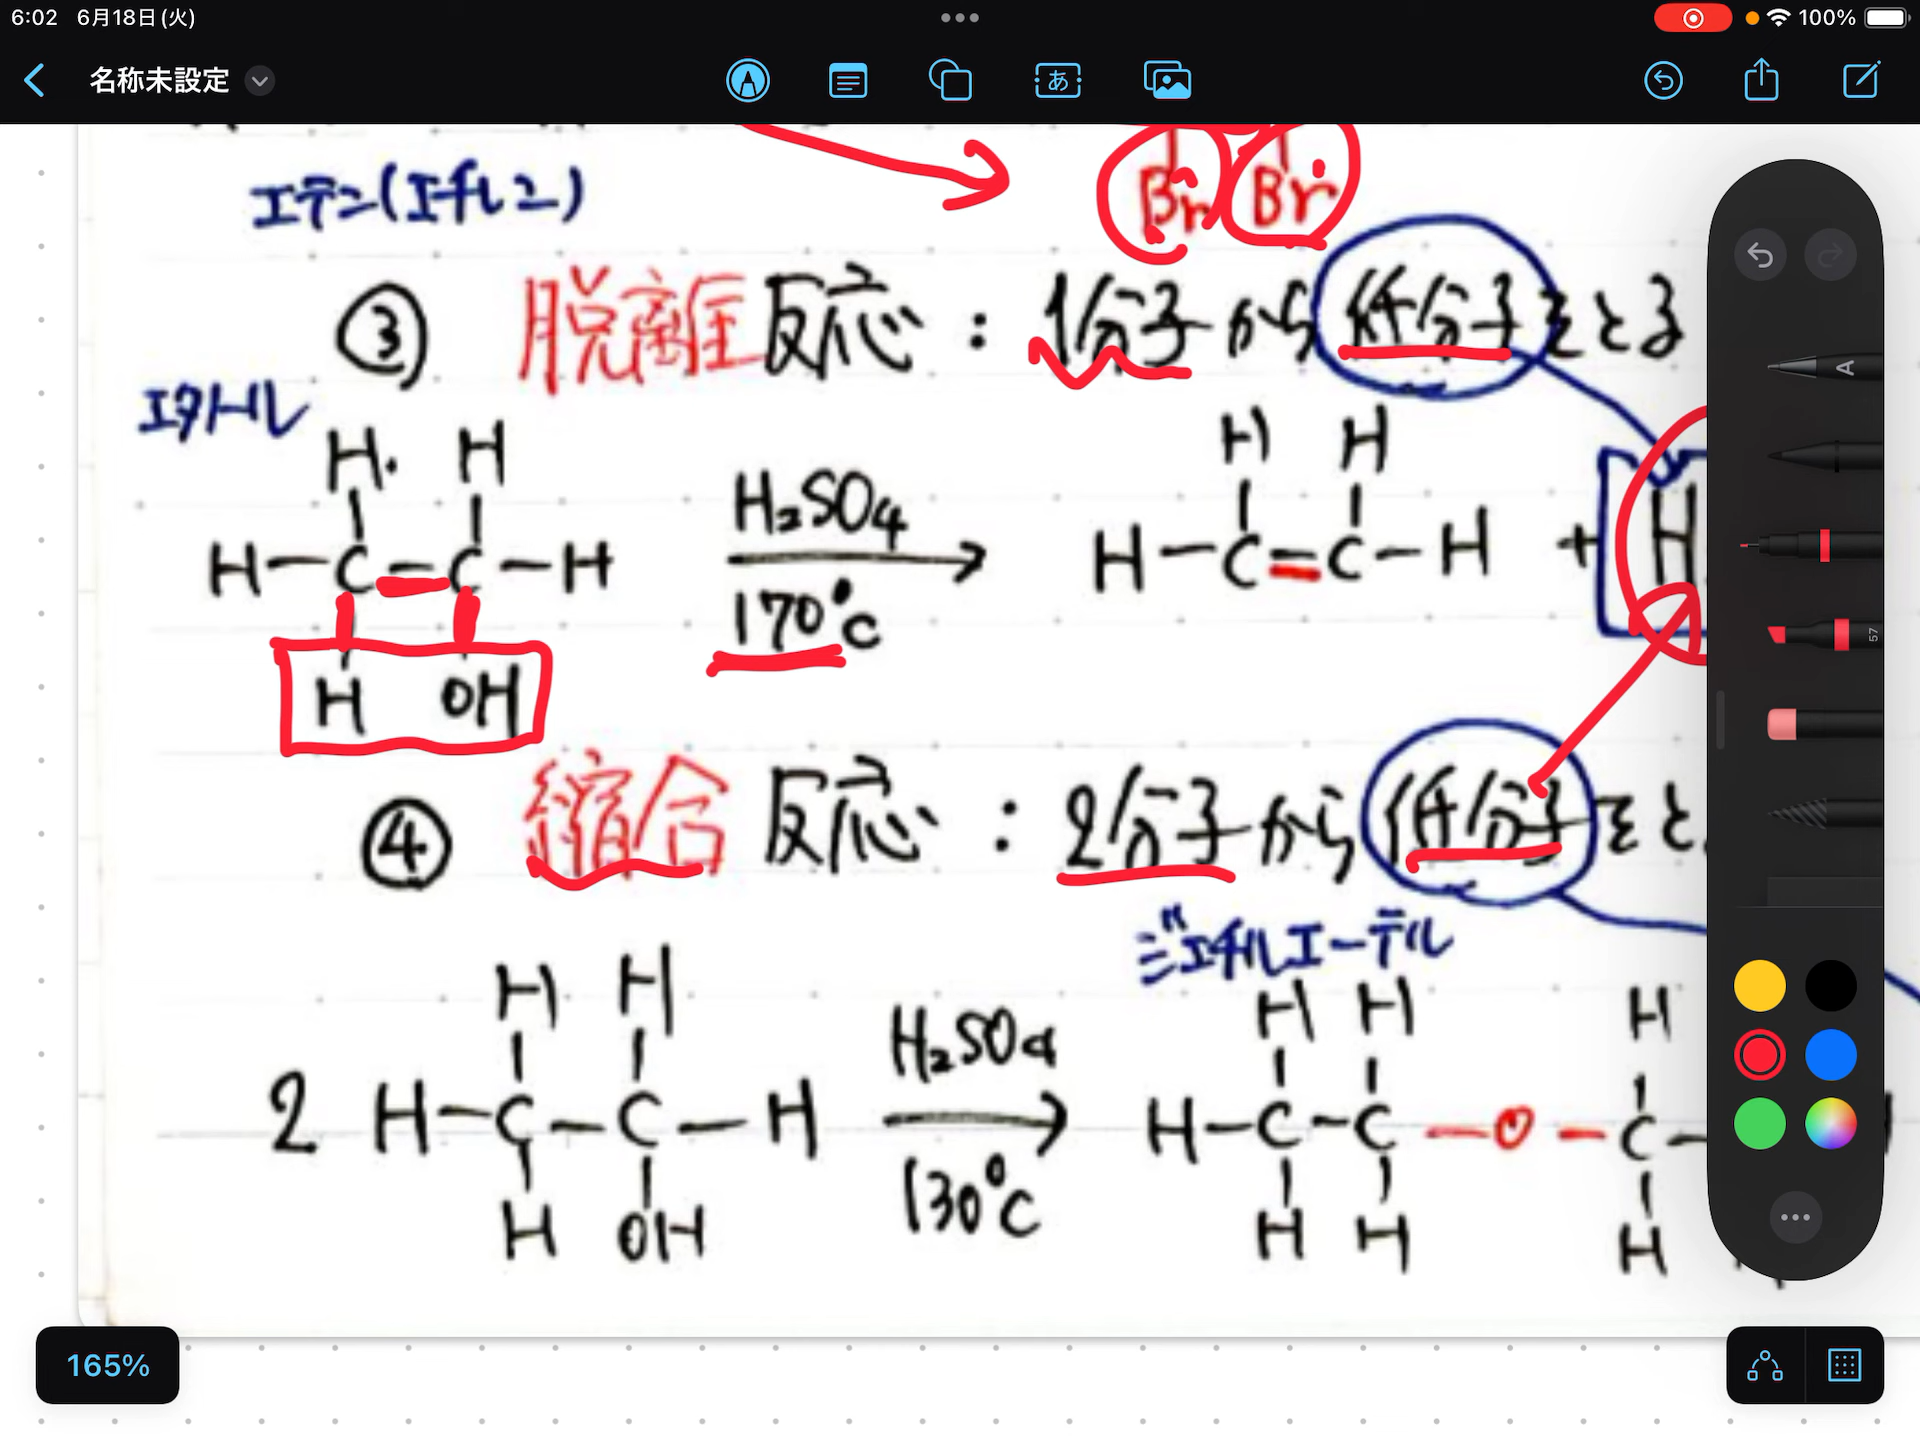 6:02 6月18日(火)
100%
名称未設定
あ
エテン(エチレン)
Br Br
③ 脱離反応:1分子から低分子をとる
エタノール
H H
H2SO4
H H
H-C-C-H
H-C=C-H + H
170℃
H OH
④ 縮合反応:2分子から低分子をと
ジエチルエーテル
H H
H2SO4
H H H
2 H-C-C-H
H-C-C-O-C-
130℃
H OH
H H H
A
57
165%